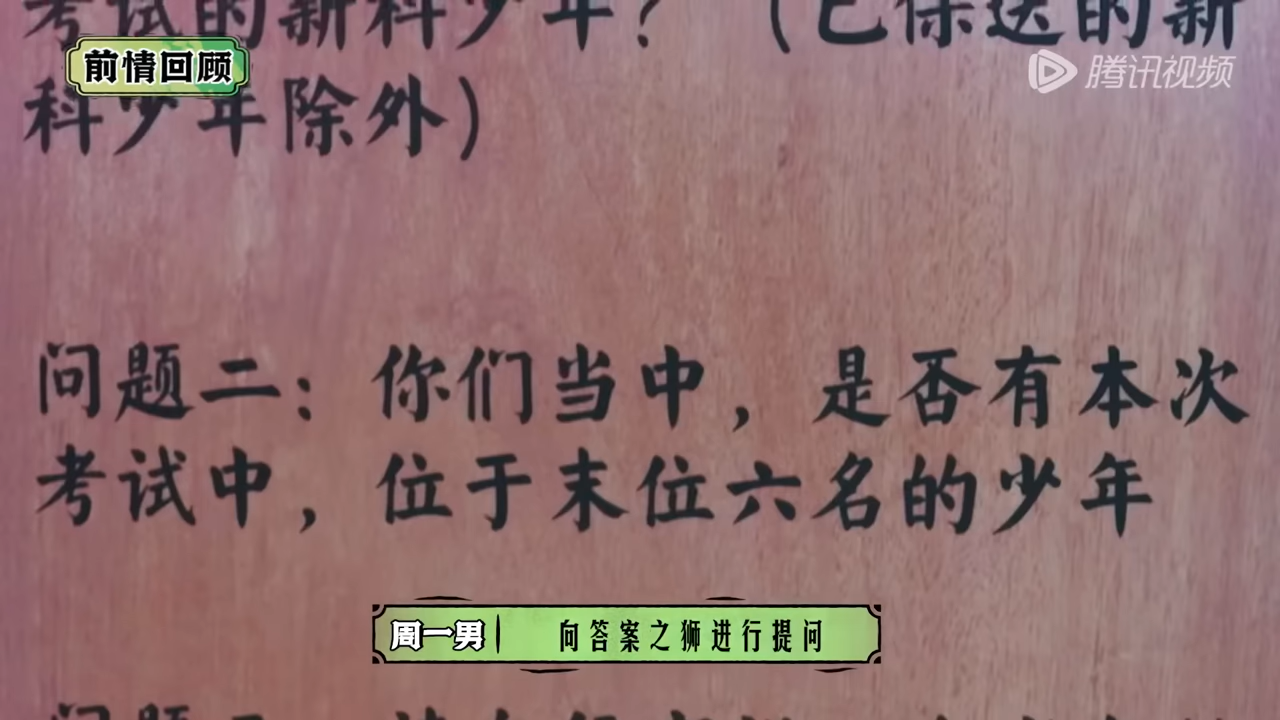 考试的新科少年？（已保送的新
前情回顾
腾讯视频
科少年除外）
问题二：你们当中，是否有本次
考试中，位于末位六名的少年
周一男 向答案之狮进行提问